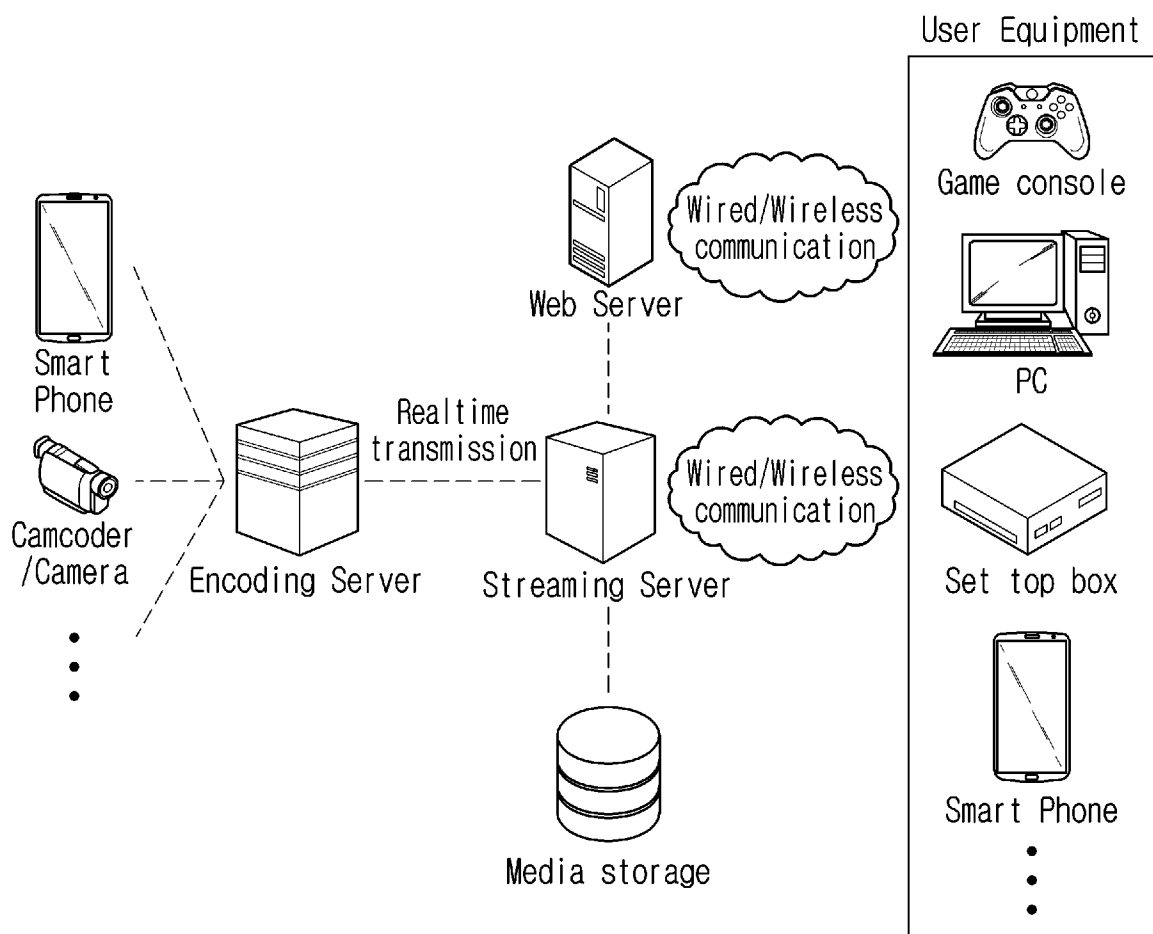 User Equipment
Game console
Wired/Wireless
communication
Web Server
PC
Smart
Phone
Realtime
transmission
Wired/Wireless
communication
Camcoder
/Camera
Encoding Server
Streaming Server
Set top box
Smart Phone
Media storage